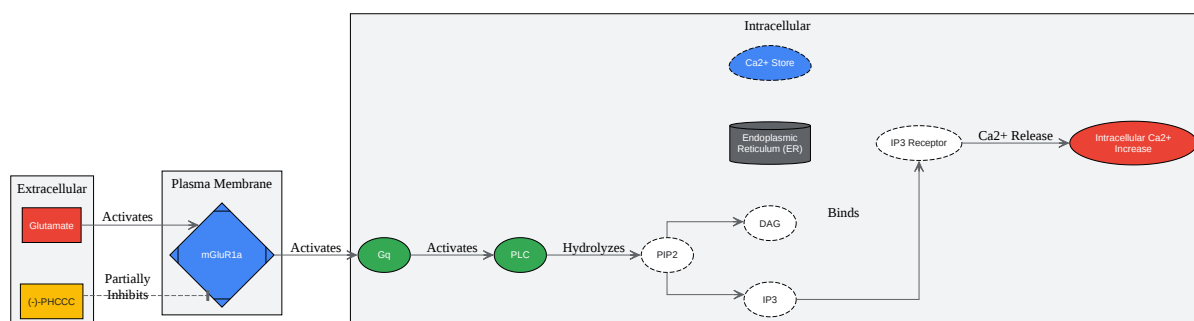 Intracellular
Ca2+ Store
Endoplasmic
Reticulum (ER)
IP3 Receptor
Ca2+ Release
Intracellular Ca2+
Increase
Extracellular
Plasma Membrane
Glutamate
Activates
mGluR1a
(-)-PHCCC
Partially
Inhibits
Activates
Gq
Activates
PLC
Hydrolyzes
PIP2
DAG
Binds
IP3